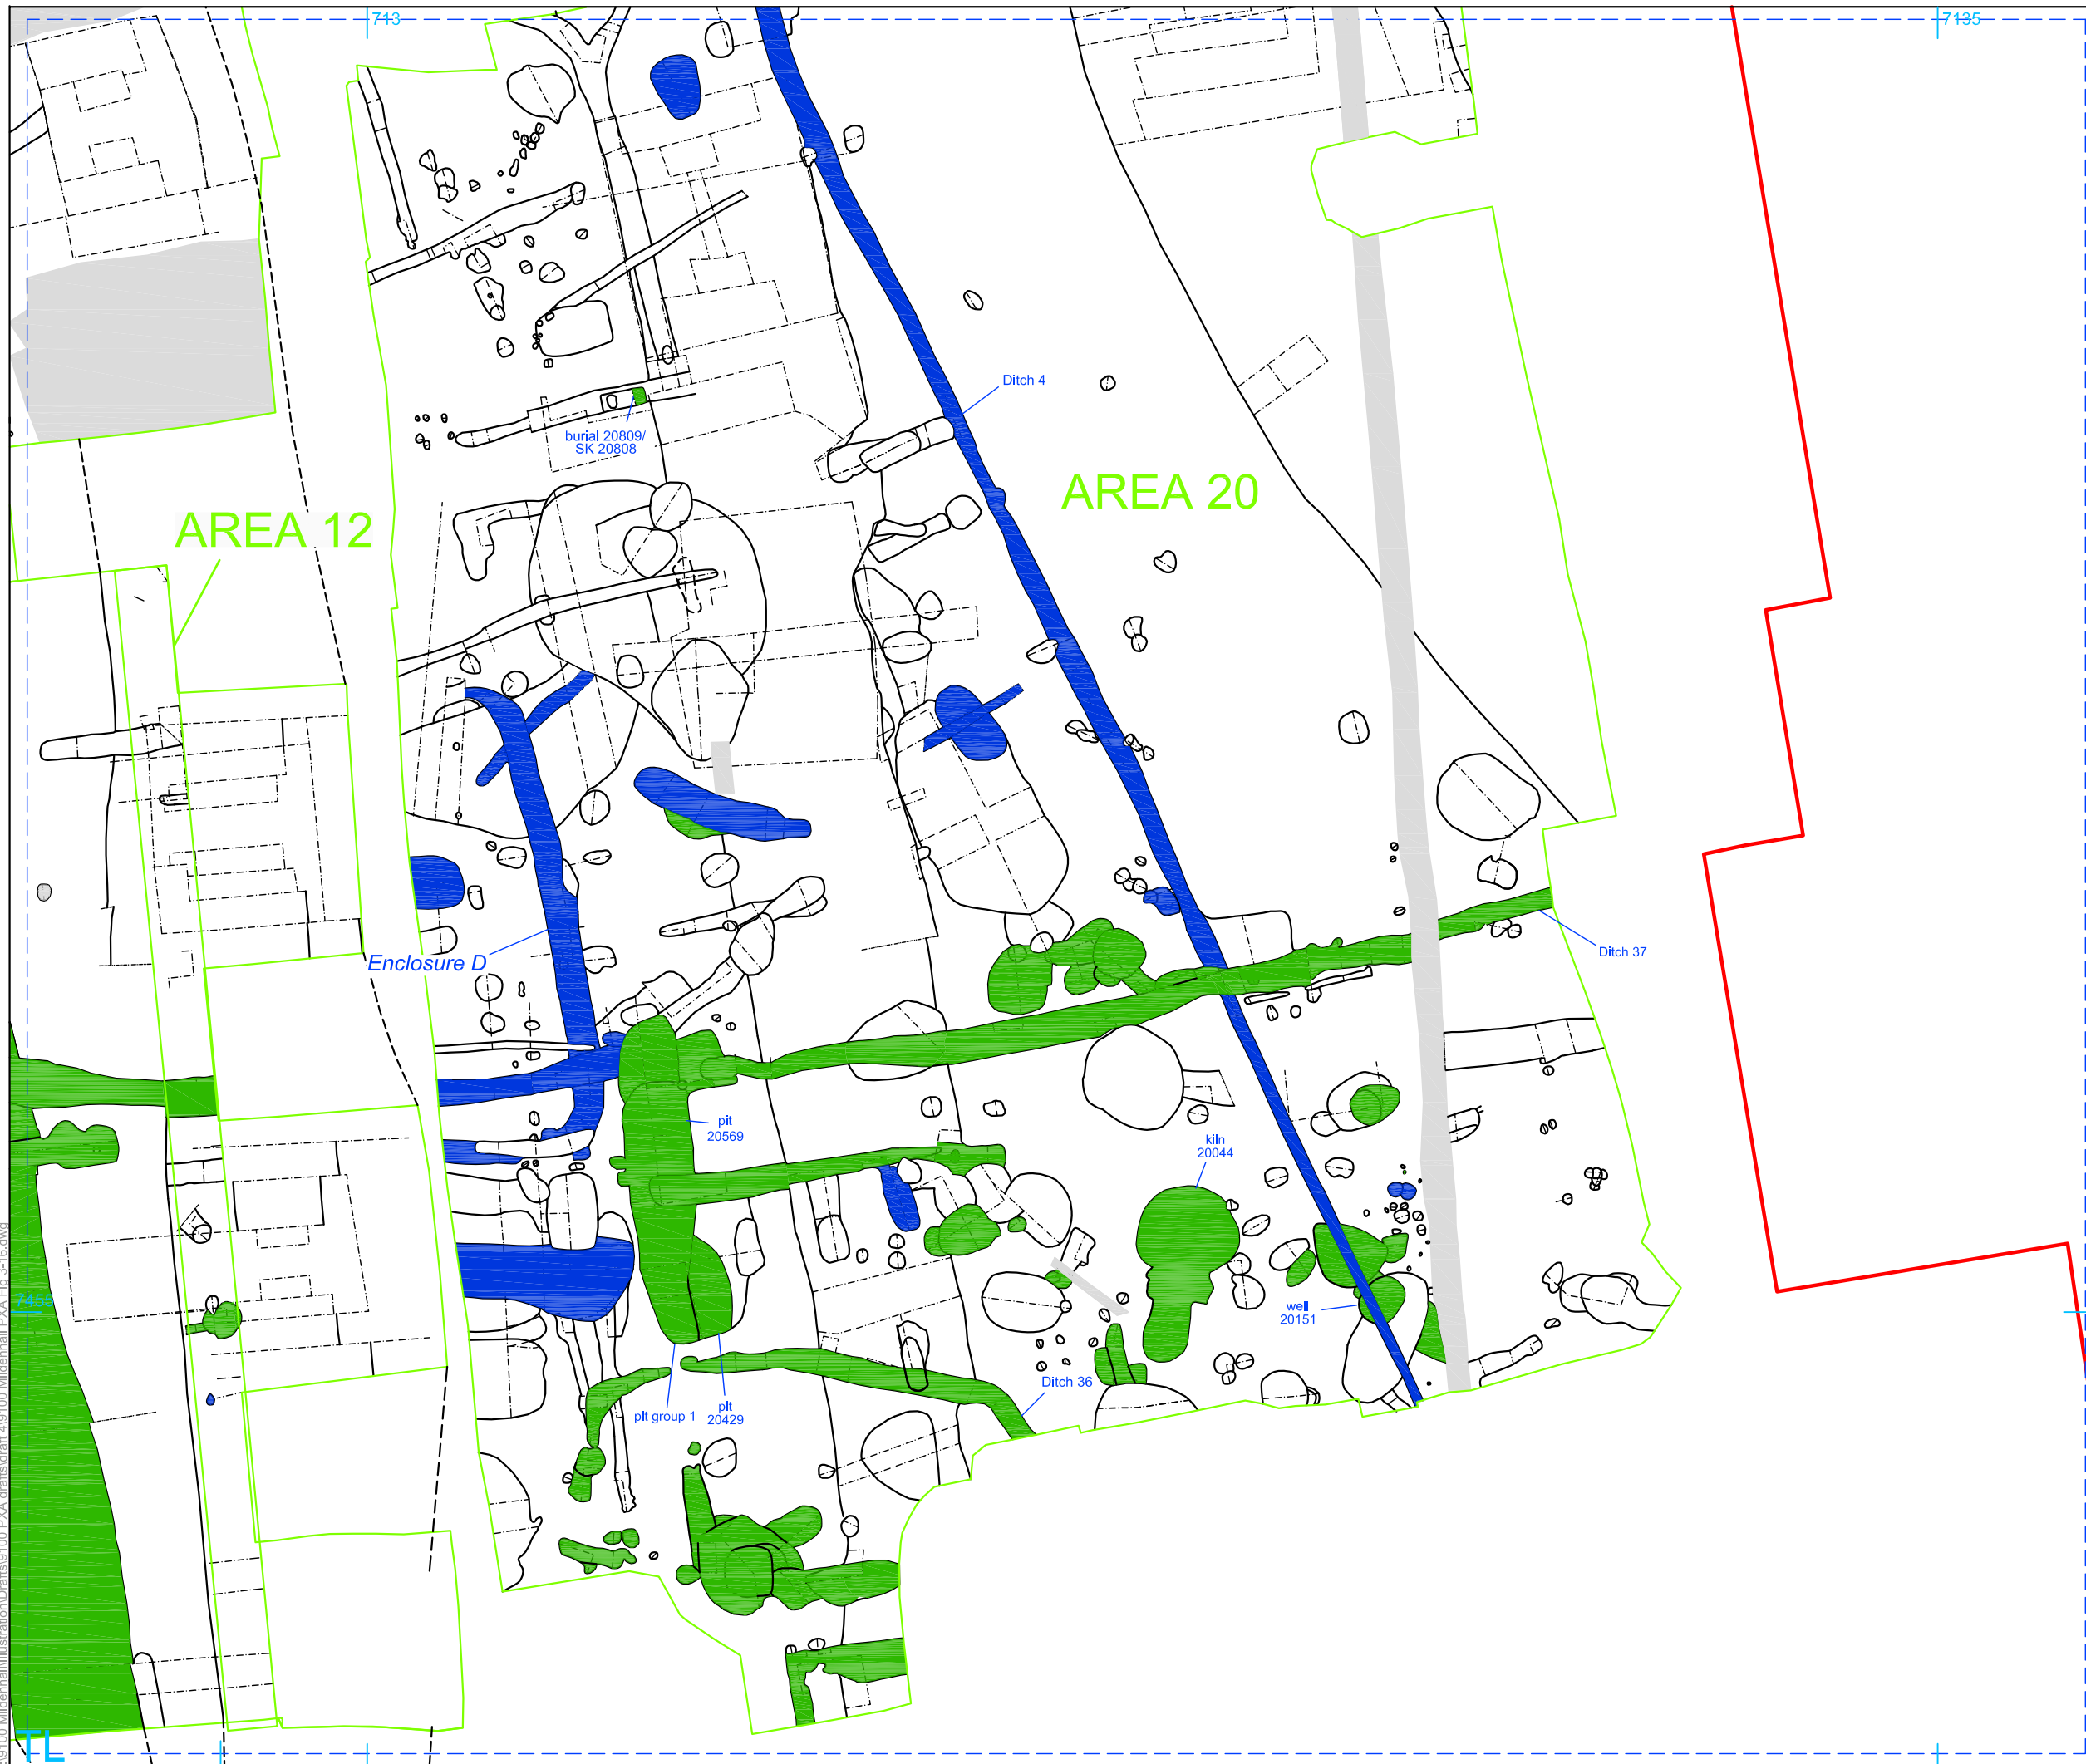 713
7135
Ditch 4
burial 20809/
SK 20808
AREA 20
AREA 12
Enclosure D
Ditch 37
pit
20569
kiln
20044
7455
well
20151
Ditch 36
pit group 1
pit
20429
TL